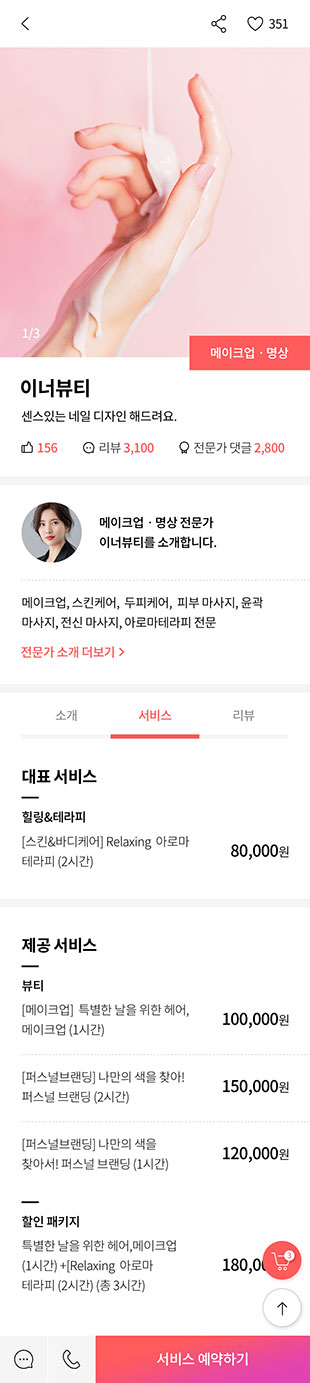 351
1/3
메이크업 · 명상
이너뷰티
센스있는 네일 디자인 해드려요.
156 리뷰 3,100 전문가 댓글 2,800
메이크업 · 명상 전문가
이너뷰티를 소개합니다.
메이크업, 스킨케어, 두피케어, 피부 마사지, 윤곽
마사지, 전신 마사지, 아로마테라피 전문
전문가 소개 더보기 >
소개 서비스 리뷰
대표 서비스
힐링&테라피
[스킨&바디케어] Relaxing 아로마
테라피 (2시간)
80,000원
제공 서비스
뷰티
[메이크업] 특별한 날을 위한 헤어,
메이크업 (1시간)
100,000원
[퍼스널브랜딩] 나만의 색을 찾아!
퍼스널 브랜딩 (2시간)
150,000원
[퍼스널브랜딩] 나만의 색을
찾아서! 퍼스널 브랜딩 (1시간)
120,000원
할인 패키지
특별한 날을 위한 헤어,메이크업
(1시간) +[Relaxing 아로마
테라피 (2시간) (총 3시간)
180,0
3
서비스 예약하기